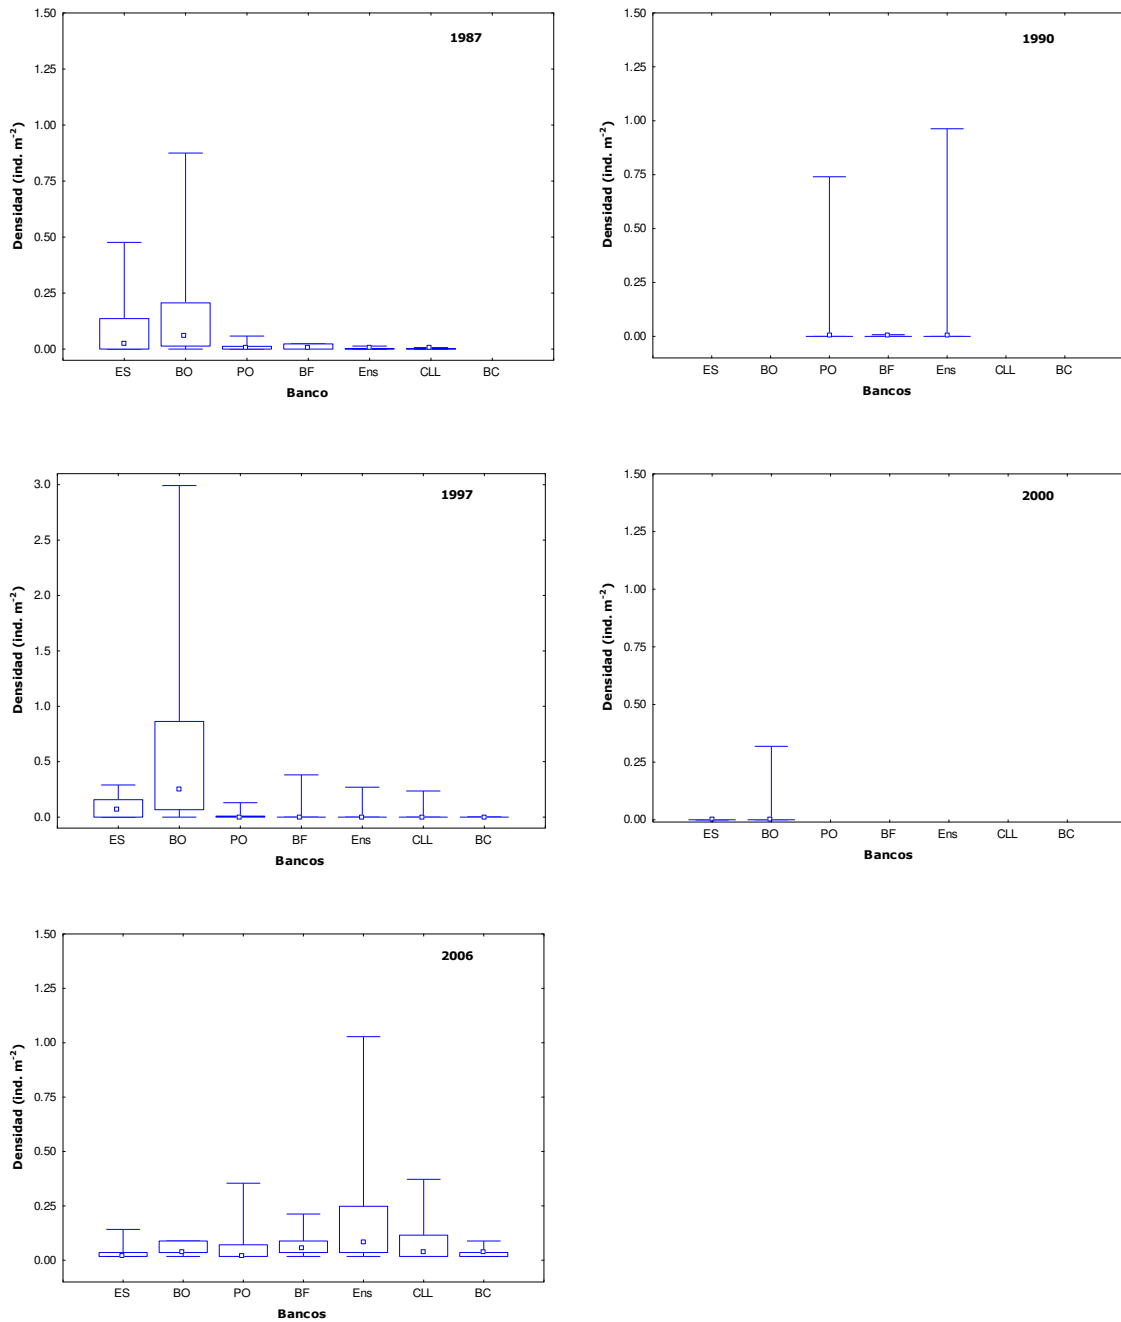 1987
1.50
1.25
1.00
0.75
0.50
0.25
0.00
Densidad (ind. m-2)
ES BO PO BF Ens CLL BC
Banco
1990
1.50
1.25
1.00
0.75
0.50
0.25
0.00
Densidad (ind. m-2)
ES BO PO BF Ens CLL BC
Bancos
1997
3.0
2.5
2.0
1.5
1.0
0.5
0.0
Densidad (ind. m-2)
ES BO PO BF Ens CLL BC
Bancos
2000
1.50
1.25
1.00
0.75
0.50
0.25
0.00
Densidad (ind. m-2)
ES BO PO BF Ens CLL BC
Bancos
2006
1.50
1.25
1.00
0.75
0.50
0.25
0.00
Densidad (ind. m-2)
ES BO PO BF Ens CLL BC
Bancos